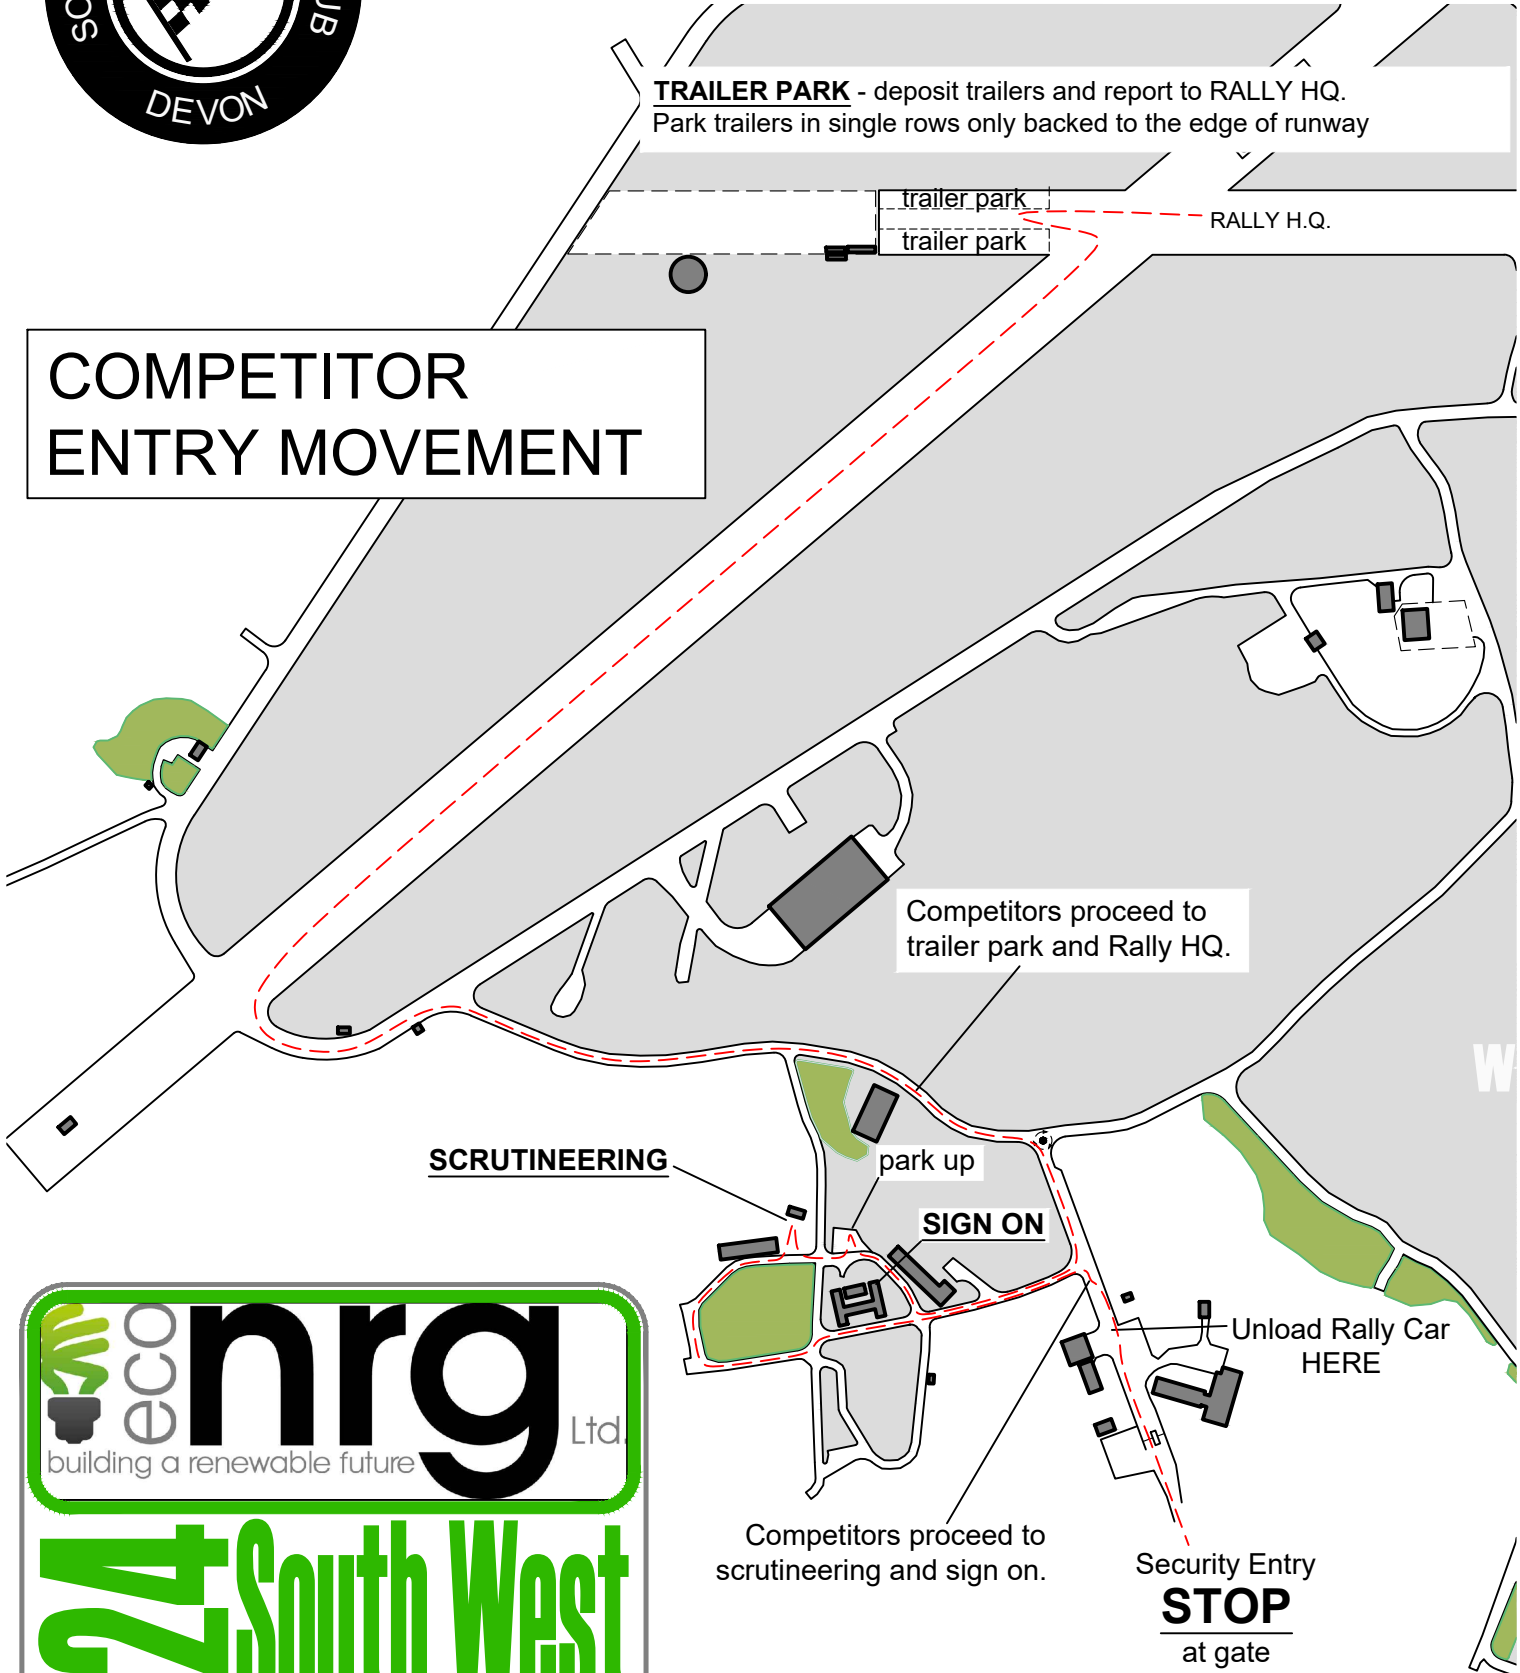 DEVON
TRAILER PARK - deposit trailers and report to RALLY HQ.
Park trailers in single rows only backed to the edge of runway
trailer park
RALLY H.Q.
trailer park
COMPETITOR
ENTRY MOVEMENT
Competitors proceed to
trailer park and Rally HQ.
SCRUTINEERING
park up
SIGN ON
Unload Rally Car
HERE
eco nrg Ltd.
building a renewable future
Competitors proceed to
scrutineering and sign on.
Security Entry
STOP
at gate
24
South West